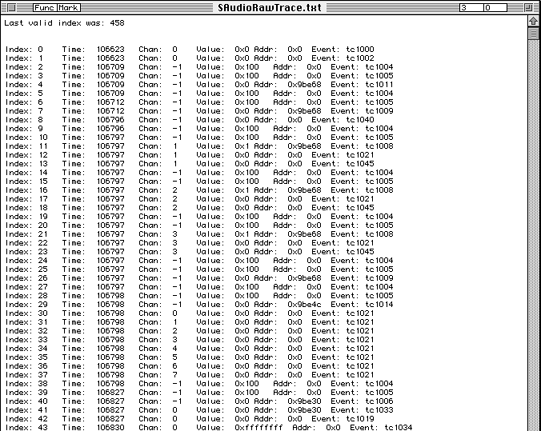 Func Mark SAudioRawTrace.txt 3 0
Last valid index was: 458
Index: 0 Time: 106623 Chan: 0 Value: 0x0 Addr: 0x0 Event: tc1000
Index: 1 Time: 106623 Chan: 0 Value: 0x0 Addr: 0x0 Event: tc1002
Index: 2 Time: 106709 Chan: -1 Value: 0x100 Addr: 0x0 Event: tc1004
Index: 3 Time: 106709 Chan: -1 Value: 0x100 Addr: 0x0 Event: tc1005
Index: 4 Time: 106709 Chan: -1 Value: 0x0 Addr: 0x9be68 Event: tc1011
Index: 5 Time: 106709 Chan: -1 Value: 0x100 Addr: 0x0 Event: tc1004
Index: 6 Time: 106712 Chan: -1 Value: 0x100 Addr: 0x0 Event: tc1005
Index: 7 Time: 106712 Chan: -1 Value: 0x0 Addr: 0x9be68 Event: tc1009
Index: 8 Time: 106796 Chan: -1 Value: 0x0 Addr: 0x0 Event: tc1040
Index: 9 Time: 106796 Chan: -1 Value: 0x100 Addr: 0x0 Event: tc1004
Index: 10 Time: 106796 Chan: -1 Value: 0x100 Addr: 0x0 Event: tc1005
Index: 11 Time: 106797 Chan: 1 Value: 0x1 Addr: 0x9be68 Event: tc1008
Index: 12 Time: 106797 Chan: 1 Value: 0x0 Addr: 0x0 Event: tc1021
Index: 13 Time: 106797 Chan: 1 Value: 0x0 Addr: 0x0 Event: tc1045
Index: 14 Time: 106797 Chan: -1 Value: 0x100 Addr: 0x0 Event: tc1004
Index: 15 Time: 106797 Chan: -1 Value: 0x100 Addr: 0x0 Event: tc1005
Index: 16 Time: 106797 Chan: 2 Value: 0x1 Addr: 0x9be68 Event: tc1008
Index: 17 Time: 106797 Chan: 2 Value: 0x0 Addr: 0x0 Event: tc1021
Index: 18 Time: 106797 Chan: 2 Value: 0x0 Addr: 0x0 Event: tc1045
Index: 19 Time: 106797 Chan: -1 Value: 0x100 Addr: 0x0 Event: tc1004
Index: 20 Time: 106797 Chan: -1 Value: 0x100 Addr: 0x0 Event: tc1005
Index: 21 Time: 106797 Chan: 3 Value: 0x1 Addr: 0x9be68 Event: tc1008
Index: 22 Time: 106797 Chan: 3 Value: 0x0 Addr: 0x0 Event: tc1021
Index: 23 Time: 106797 Chan: 3 Value: 0x0 Addr: 0x0 Event: tc1045
Index: 24 Time: 106797 Chan: -1 Value: 0x100 Addr: 0x0 Event: tc1004
Index: 25 Time: 106797 Chan: -1 Value: 0x100 Addr: 0x0 Event: tc1005
Index: 26 Time: 106797 Chan: -1 Value: 0x0 Addr: 0x9be68 Event: tc1009
Index: 27 Time: 106797 Chan: -1 Value: 0x100 Addr: 0x0 Event: tc1004
Index: 28 Time: 106798 Chan: -1 Value: 0x100 Addr: 0x0 Event: tc1005
Index: 29 Time: 106798 Chan: -1 Value: 0x0 Addr: 0x9be4c Event: tc1014
Index: 30 Time: 106798 Chan: 0 Value: 0x0 Addr: 0x0 Event: tc1021
Index: 31 Time: 106798 Chan: 1 Value: 0x0 Addr: 0x0 Event: tc1021
Index: 32 Time: 106798 Chan: 2 Value: 0x0 Addr: 0x0 Event: tc1021
Index: 33 Time: 106798 Chan: 3 Value: 0x0 Addr: 0x0 Event: tc1021
Index: 34 Time: 106798 Chan: 4 Value: 0x0 Addr: 0x0 Event: tc1021
Index: 35 Time: 106798 Chan: 5 Value: 0x0 Addr: 0x0 Event: tc1021
Index: 36 Time: 106798 Chan: 6 Value: 0x0 Addr: 0x0 Event: tc1021
Index: 37 Time: 106798 Chan: 7 Value: 0x0 Addr: 0x0 Event: tc1021
Index: 38 Time: 106798 Chan: -1 Value: 0x100 Addr: 0x0 Event: tc1004
Index: 39 Time: 106827 Chan: -1 Value: 0x100 Addr: 0x0 Event: tc1005
Index: 40 Time: 106827 Chan: 0 Value: 0x0 Addr: 0x9be30 Event: tc1006
Index: 41 Time: 106827 Chan: 0 Value: 0x0 Addr: 0x9be30 Event: tc1033
Index: 42 Time: 106827 Chan: 0 Value: 0x0 Addr: 0x0 Event: tc1019
Index: 43 Time: 106830 Chan: 0 Value: 0xffffffff Addr: 0x0 Event: tc1034